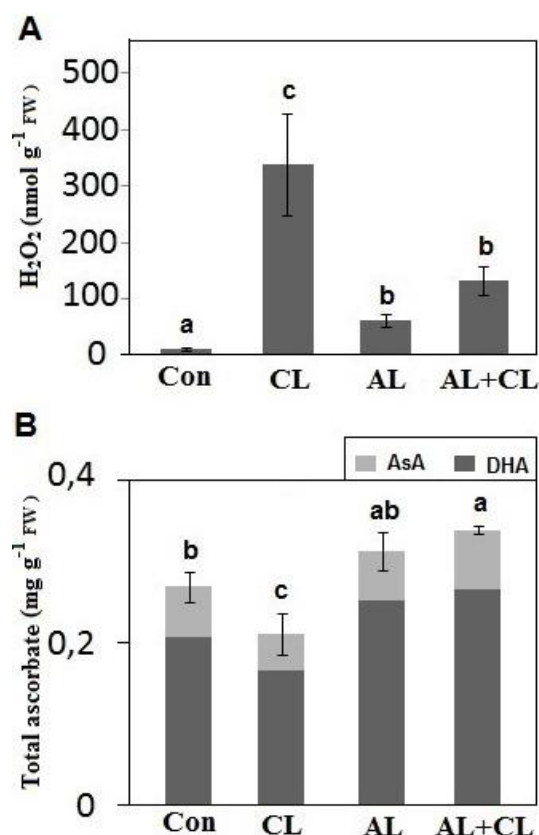 A
H₂O₂ (nmol g⁻¹ FW)
500
400
300
200
100
0
a
c
b
b
Con CL AL AL+CL
B
AsA DHA
Total ascorbate (mg g⁻¹ FW)
0,4
0,2
0
b
c
ab
a
Con CL AL AL+CL